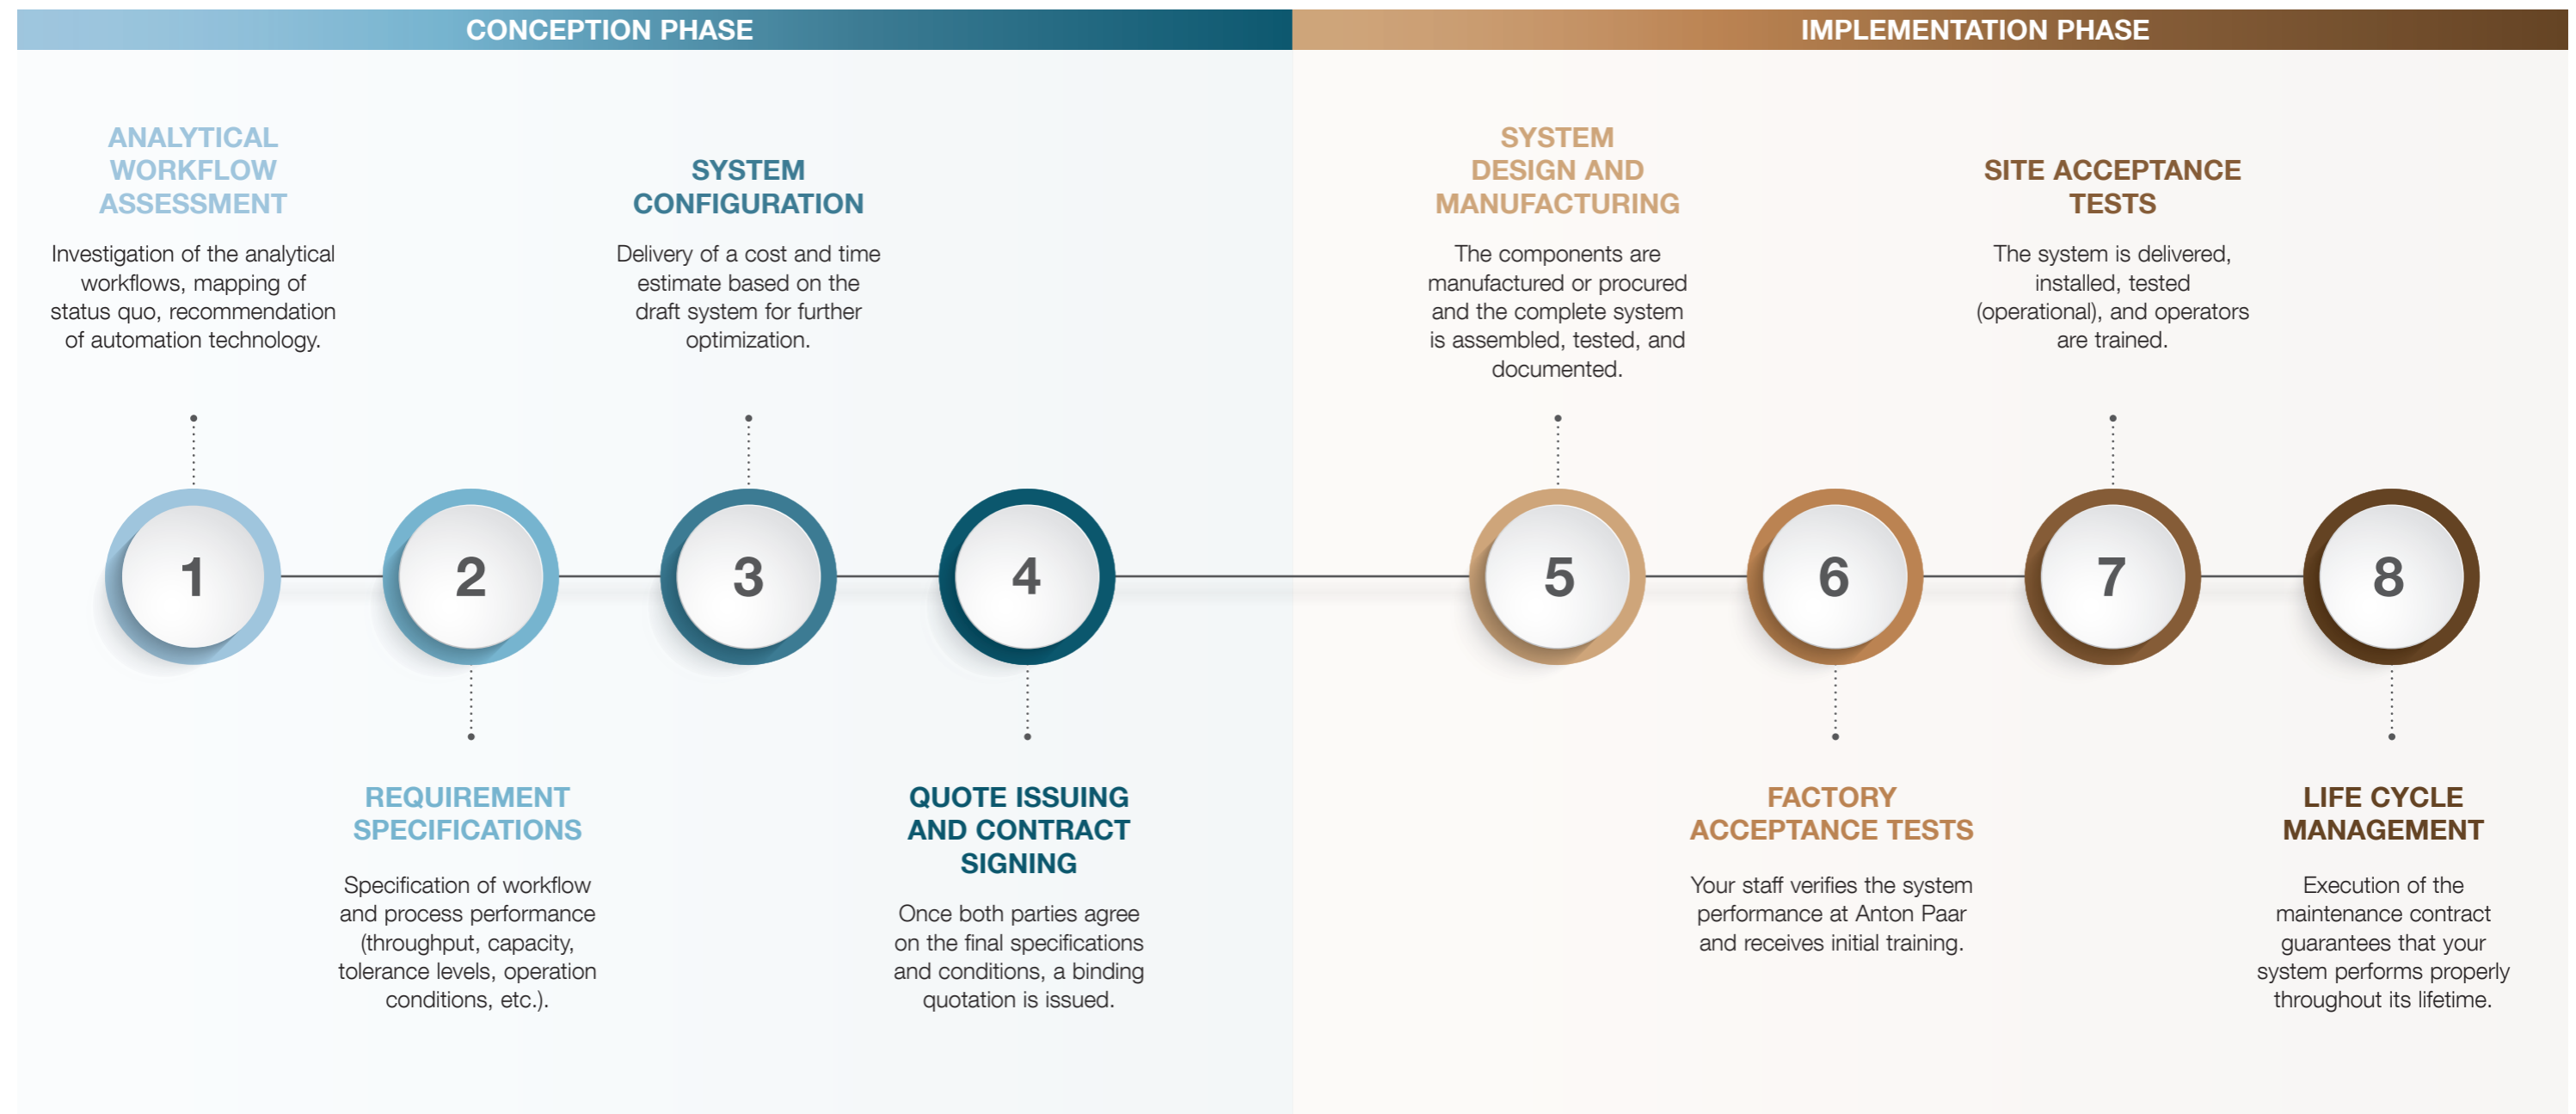 CONCEPTION PHASE
IMPLEMENTATION PHASE
ANALYTICAL
WORKFLOW
ASSESSMENT
Investigation of the analytical
workflows, mapping of
status quo, recommendation
of automation technology.
SYSTEM
CONFIGURATION
Delivery of a cost and time
estimate based on the
draft system for further
optimization.
SYSTEM
DESIGN AND
MANUFACTURING
The components are
manufactured or procured
and the complete system
is assembled, tested, and
documented.
SITE ACCEPTANCE
TESTS
The system is delivered,
installed, tested
(operational), and operators
are trained.
1
2
3
4
5
6
7
8
REQUIREMENT
SPECIFICATIONS
Specification of workflow
and process performance
(throughput, capacity,
tolerance levels, operation
conditions, etc.).
QUOTE ISSUING
AND CONTRACT
SIGNING
Once both parties agree
on the final specifications
and conditions, a binding
quotation is issued.
FACTORY
ACCEPTANCE TESTS
Your staff verifies the system
performance at Anton Paar
and receives initial training.
LIFE CYCLE
MANAGEMENT
Execution of the
maintenance contract
guarantees that your
system performs properly
throughout its lifetime.